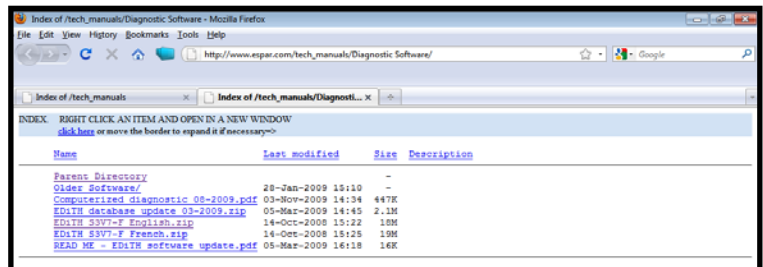 Index of /tech_manuals/Diagnostic Software - Mozilla Firefox
File Edit View History Bookmarks Tools Help
http://www.espar.com/tech_manuals/Diagnostic Software/
Google
Index of /tech_manuals
Index of /tech_manuals/Diagnosti...
INDEX. RIGHT CLICK AN ITEM AND OPEN IN A NEW WINDOW
click here or move the border to expand it if necessary=>
Name Last modified Size Description
Parent Directory -
Older Software/ 28-Jan-2009 15:10 -
Computerized diagnostic 08-2009.pdf 03-Nov-2009 14:34 447K
EDiTH database update 03-2009.zip 05-Mar-2009 14:45 2.1M
EDiTH S3V7-F English.zip 14-Oct-2008 15:22 18M
EDiTH S3V7-F French.zip 14-Oct-2008 15:25 19M
READ ME - EDiTH software update.pdf 05-Mar-2009 16:18 16K